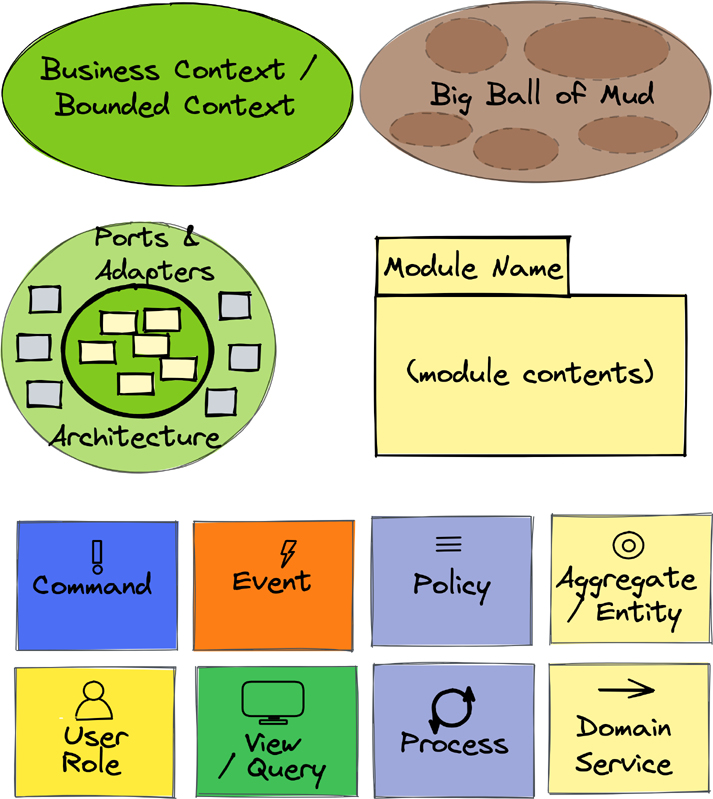 Business Context /
Bounded Context
Big Ball of Mud
Ports &
Adapters
Architecture
Module Name
(module contents)
Command
Event
Policy
Aggregate
/ Entity
User
Role
View
/ Query
Process
Domain
Service